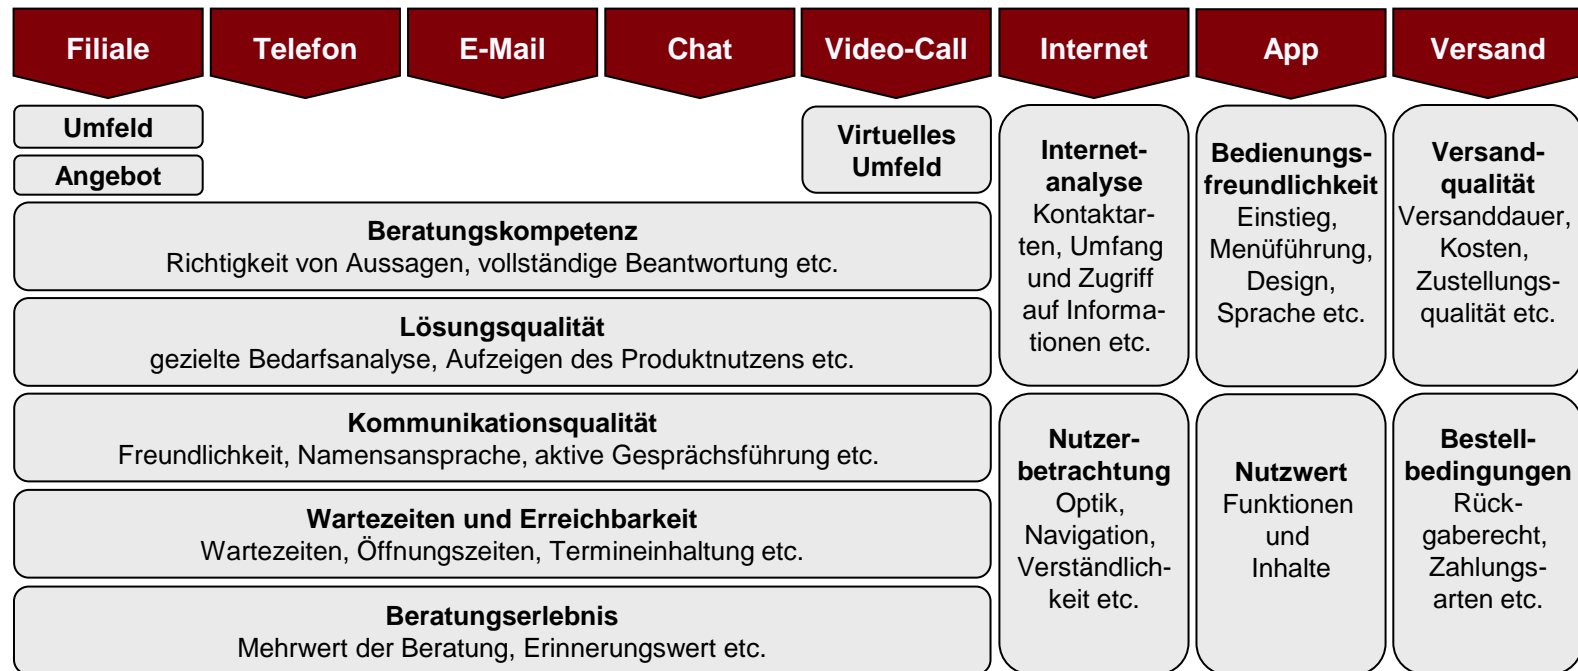 Filiale
Telefon
E-Mail
Chat
Video-Call
Internet
App
Versand
Umfeld
Angebot
Virtuelles
Umfeld
Beratungskompetenz
Richtigkeit von Aussagen, vollständige Beantwortung etc.
Lösungsqualität
gezielte Bedarfsanalyse, Aufzeigen des Produktnutzens etc.
Kommunikationsqualität
Freundlichkeit, Namensansprache, aktive Gesprächsführung etc.
Wartezeiten und Erreichbarkeit
Wartezeiten, Öffnungszeiten, Termineinhaltung etc.
Beratungserlebnis
Mehrwert der Beratung, Erinnerungswert etc.
Internet-
analyse
Kontaktar-
ten, Umfang
und Zugriff
auf Informa-
tionen etc.
Nutzer-
betrachtung
Optik,
Navigation,
Verständlich-
keit etc.
Bedienungs-
freundlichkeit
Einstieg,
Menüführung,
Design,
Sprache etc.
Nutzwert
Funktionen
und
Inhalte
Versand-
qualität
Versanddauer,
Kosten,
Zustellungs-
qualität etc.
Bestell-
bedingungen
Rück-
gaberecht,
Zahlungs-
arten etc.